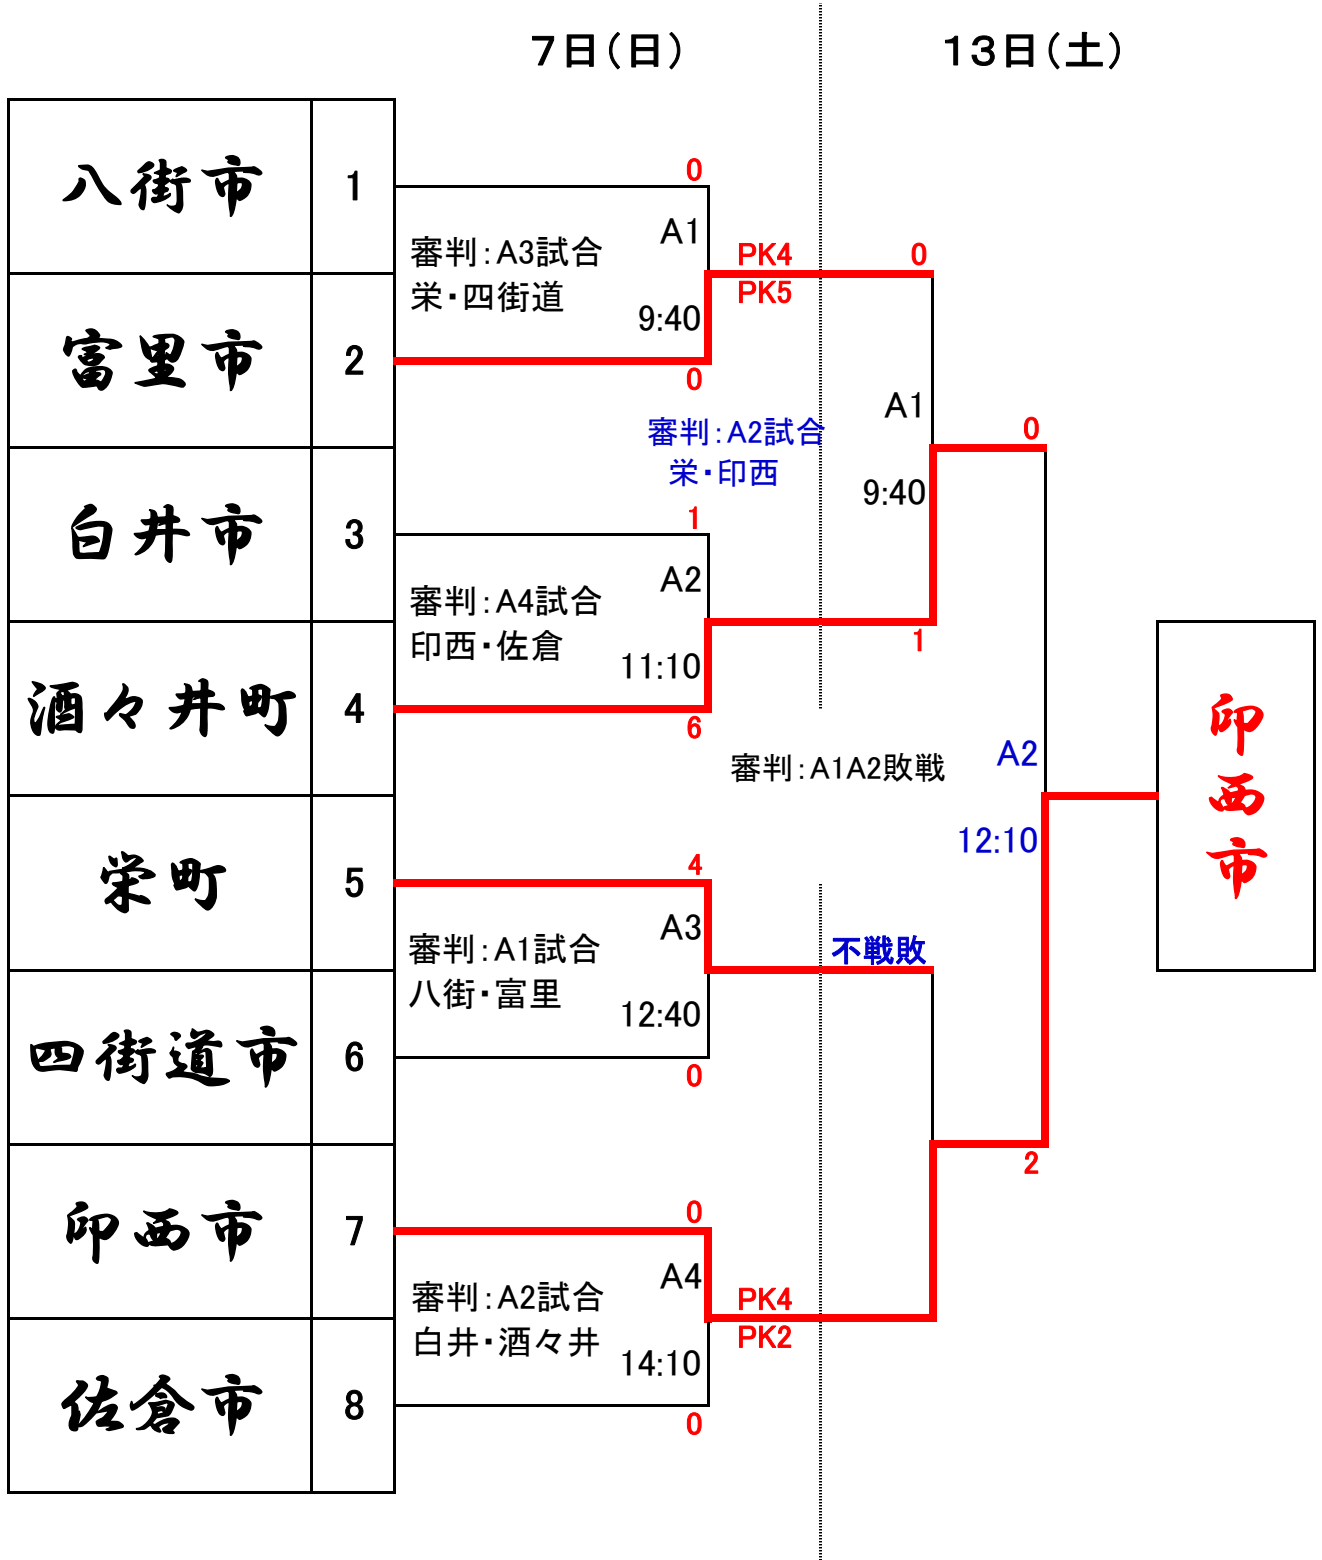 7日(日)
13日(土)
八街市 1
0
審判:A3試合
栄・四街道
A1
9:40
PK4
PK5
0
富里市 2
0
審判:A2試合
栄・印西
A1
9:40
0
白井市 3
1
審判:A4試合
印西・佐倉
A2
11:10
1
酒々井町 4
6
審判:A1A2敗戦
A2
12:10
印西市
栄町 5
4
審判:A1試合
八街・富里
A3
12:40
不戦敗
四街道市 6
0
2
印西市 7
0
審判:A2試合
白井・酒々井
A4
14:10
PK4
PK2
佐倉市 8
0